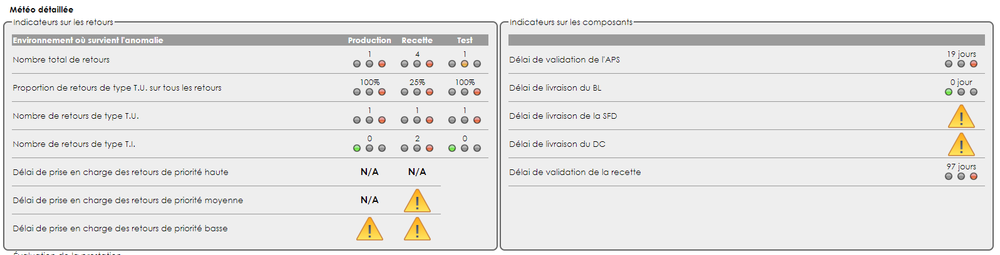 Météo détaillée
Indicateurs sur les retours
Environnement où survient l'anomalie Production Recette Test
Nombre total de retours 1 4 1
Proportion de retours de type T.U. sur tous les retours 100% 25% 100%
Nombre de retours de type T.U. 1 1 1
Nombre de retours de type T.I. 0 2 0
Délai de prise en charge des retours de priorité haute N/A N/A
Délai de prise en charge des retours de priorité moyenne N/A
Délai de prise en charge des retours de priorité basse
Indicateurs sur les composants
Délai de validation de l'APS 19 jours
Délai de livraison du BL 0 jour
Délai de livraison de la SFD
Délai de livraison du DC
Délai de validation de la recette 97 jours
Évaluation de la prestation